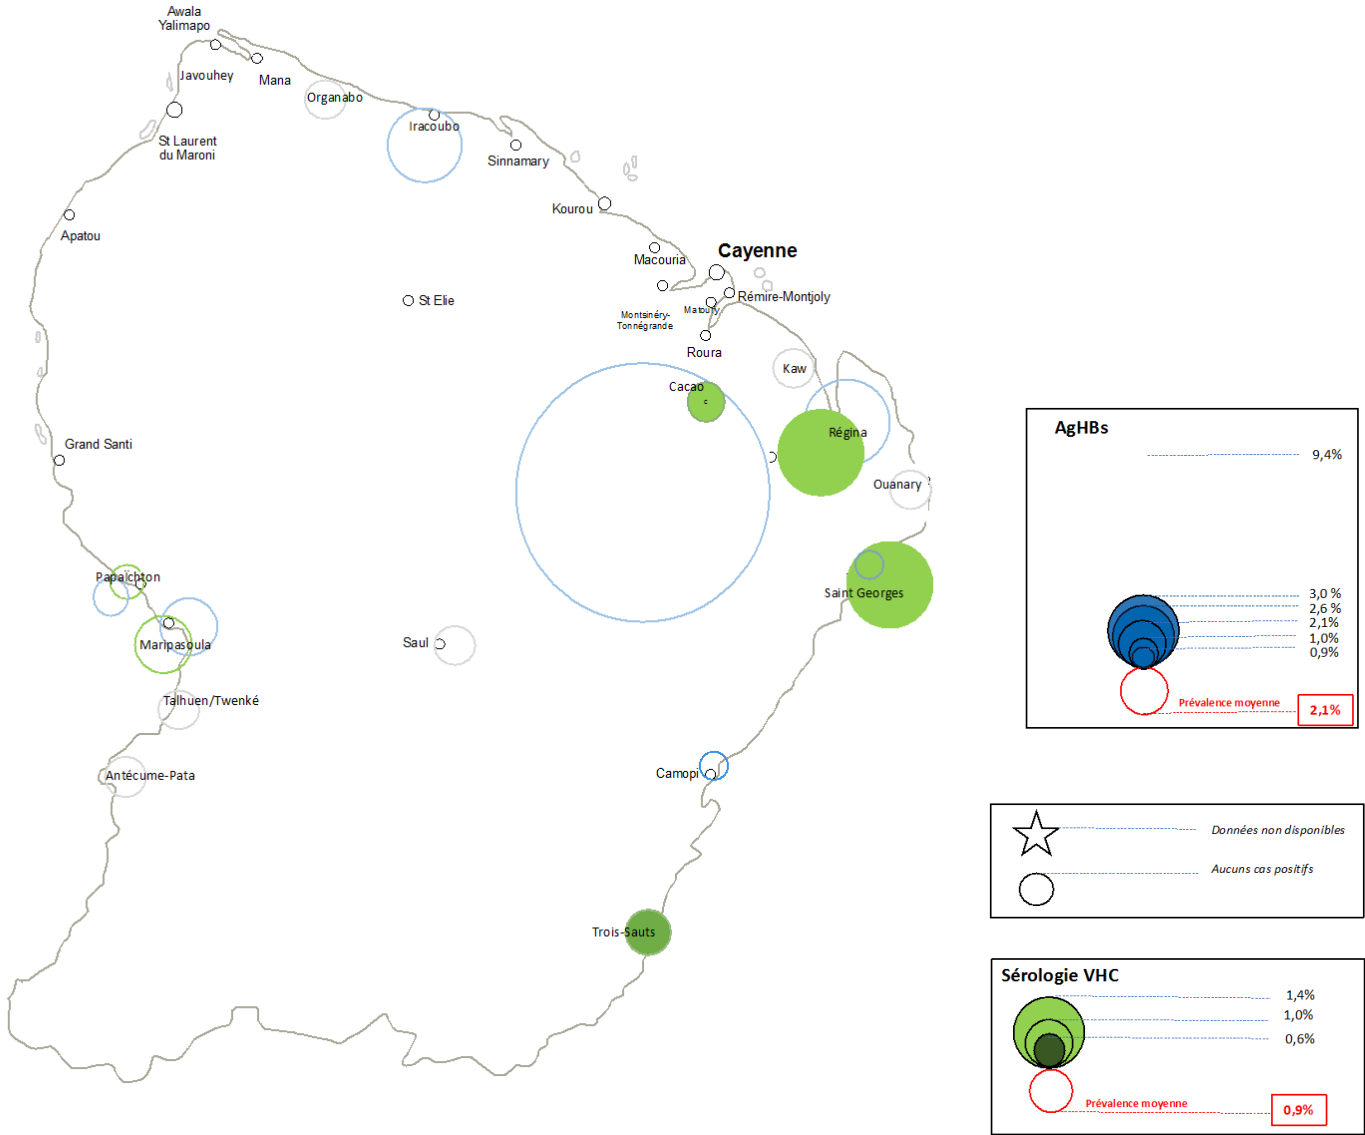 Awala
Yalimapo
Javouhey
Mana
Organabo
Iracoubo
St Laurent
du Maroni
Sinnamary
Kourou
Apatou
Cayenne
Macouria
St Elie
Rémire-Montjoly
Matoury
Montsinéry-
Tonnégrande
Roura
Kaw
Cacao
c
Régina
Grand Santi
Ouanary
Papaïchton
Saint Georges
Maripasoula
Saul
Talhuen/Twenké
Camopi
Antécume-Pata
Trois-Sauts
AgHBs
9,4%
3,0 %
2,6 %
2,1%
1,0%
0,9%
Prévalence moyenne
2,1%
Données non disponibles
Aucuns cas positifs
Sérologie VHC
1,4%
1,0%
0,6%
Prévalence moyenne
0,9%